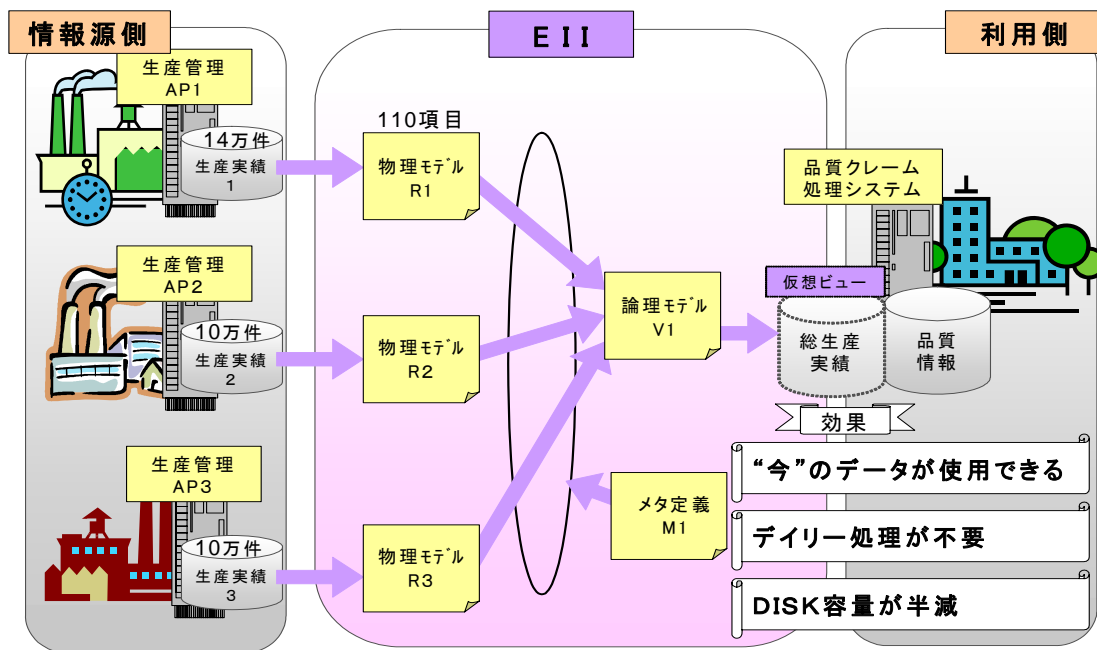 情報源側
EII
利用側
生産管理
AP1
14万件
生産実績
1
110項目
物理モデル
R1
品質クレーム
処理システム
生産管理
AP2
10万件
生産実績
2
物理モデル
R2
論理モデル
V1
仮想ビュー
総生産
実績
品質
情報
生産管理
AP3
10万件
生産実績
3
物理モデル
R3
メタ定義
M1
効果
“今”のデータが使用できる
デイリー処理が不要
DISK容量が半減